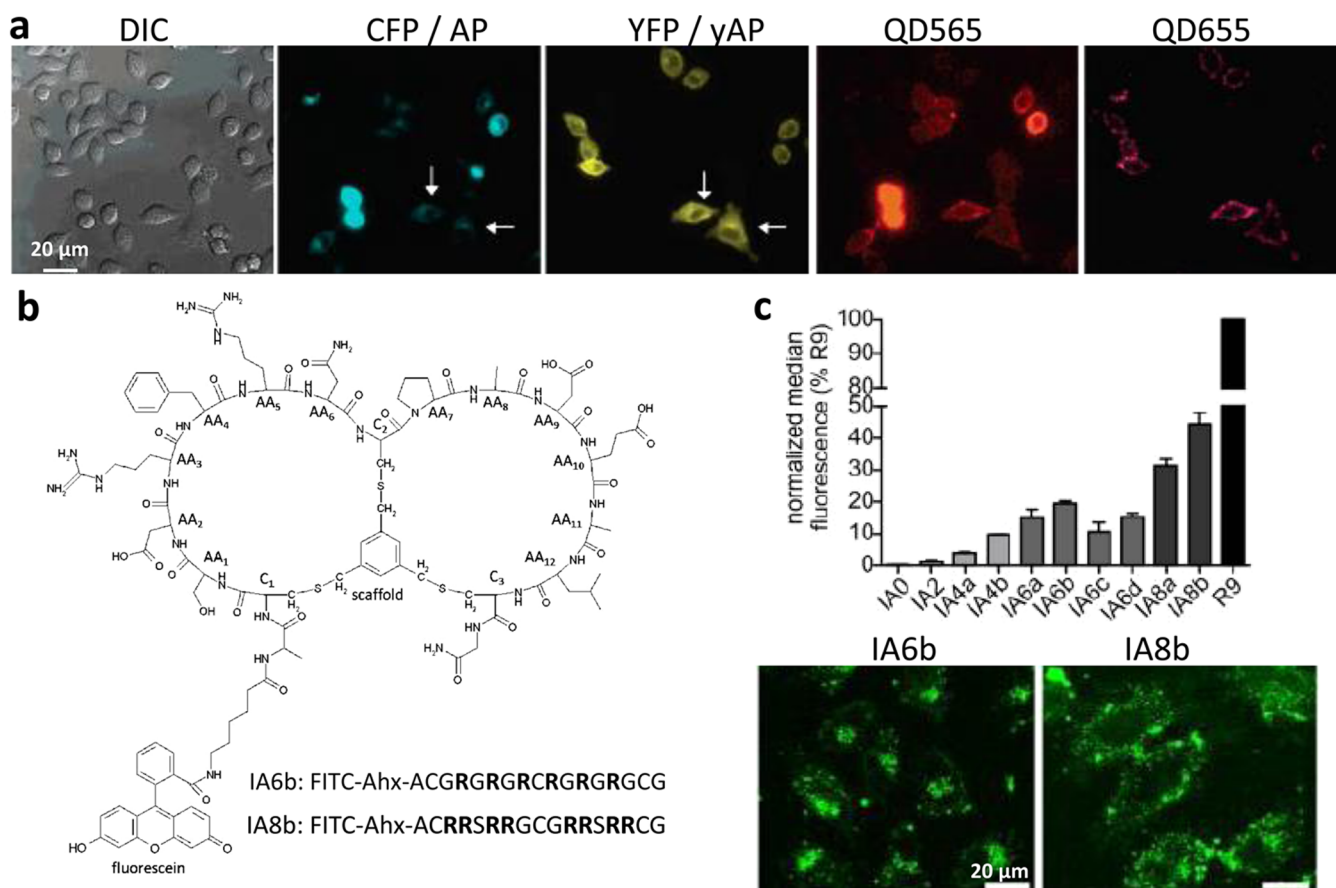 a
DIC
CFP / AP
YFP / yAP
QD565
QD655
20 µm
b
H₂N
NH₂
NH
NH₂
O
AA₅
AA₆
AA₄
AA₃
AA₂
AA₁
C₁
C₂
AA₇
AA₈
AA₉
AA₁₀
AA₁₁
AA₁₂
C₃
HO
OH
CH₂
S
CH₂
scaffold
H₂N
fluorescein
IA6b: FITC-Ahx-ACGRGRGRCRGRGRGCG
IA8b: FITC-Ahx-ACRRSRRGCGRRSRRCG
c
normalized median
fluorescence (% R9)
100
90
80
50
40
30
20
10
0
IA0
IA2
IA4a
IA4b
IA6a
IA6b
IA6c
IA6d
IA8a
IA8b
R9
IA6b
IA8b
20 µm